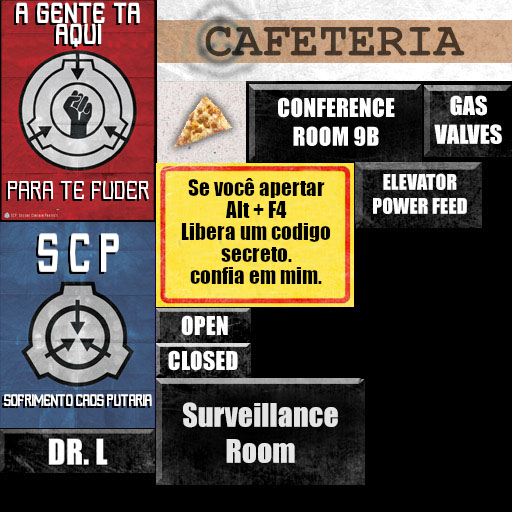 A GENTE TA
AQUI
PARA TE FUDER
CAFETERIA
CONFERENCE
ROOM 9B
GAS
VALVES
Se você apertar
Alt + F4
Libera um codigo
secreto.
confia em mim.
ELEVATOR
POWER FEED
SCP
SOFRIMENTO CAOS PUTARIA
OPEN
CLOSED
DR. L
Surveillance
Room